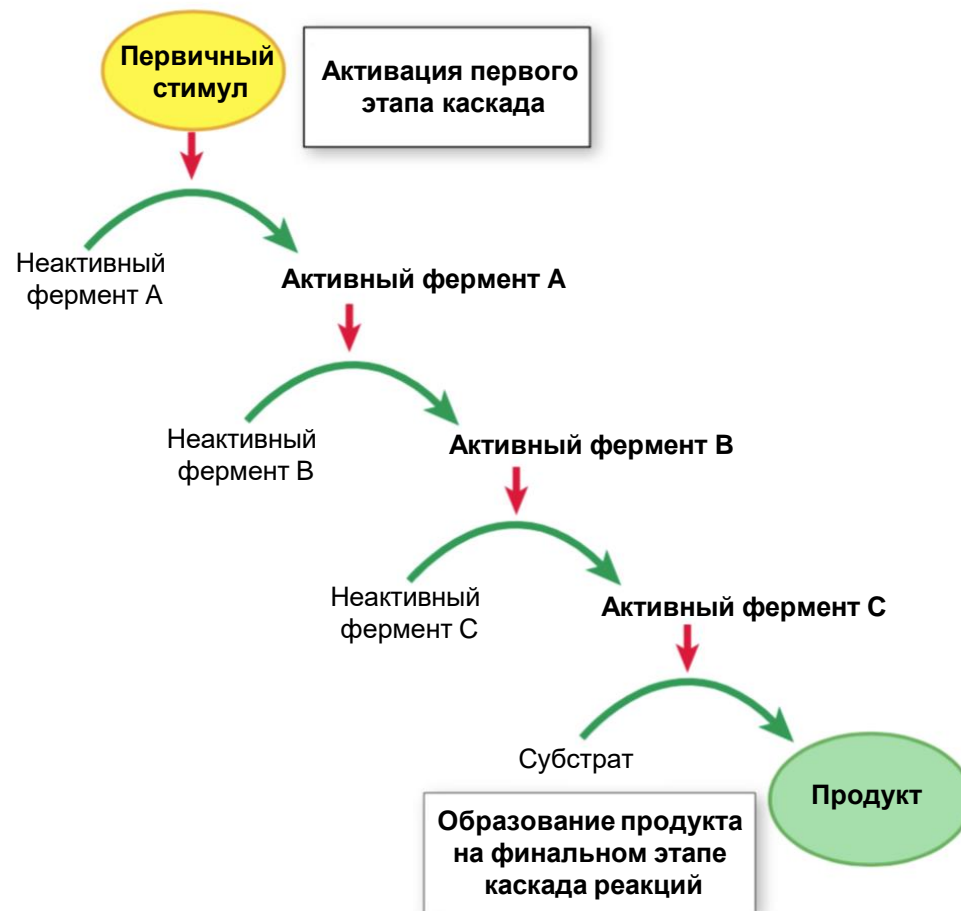 Первичный
стимул
Активация первого
этапа каскада
Неактивный
фермент А
Активный фермент А
Неактивный
фермент В
Активный фермент В
Неактивный
фермент С
Активный фермент С
Субстрат
Продукт
Образование продукта
на финальном этапе
каскада реакций